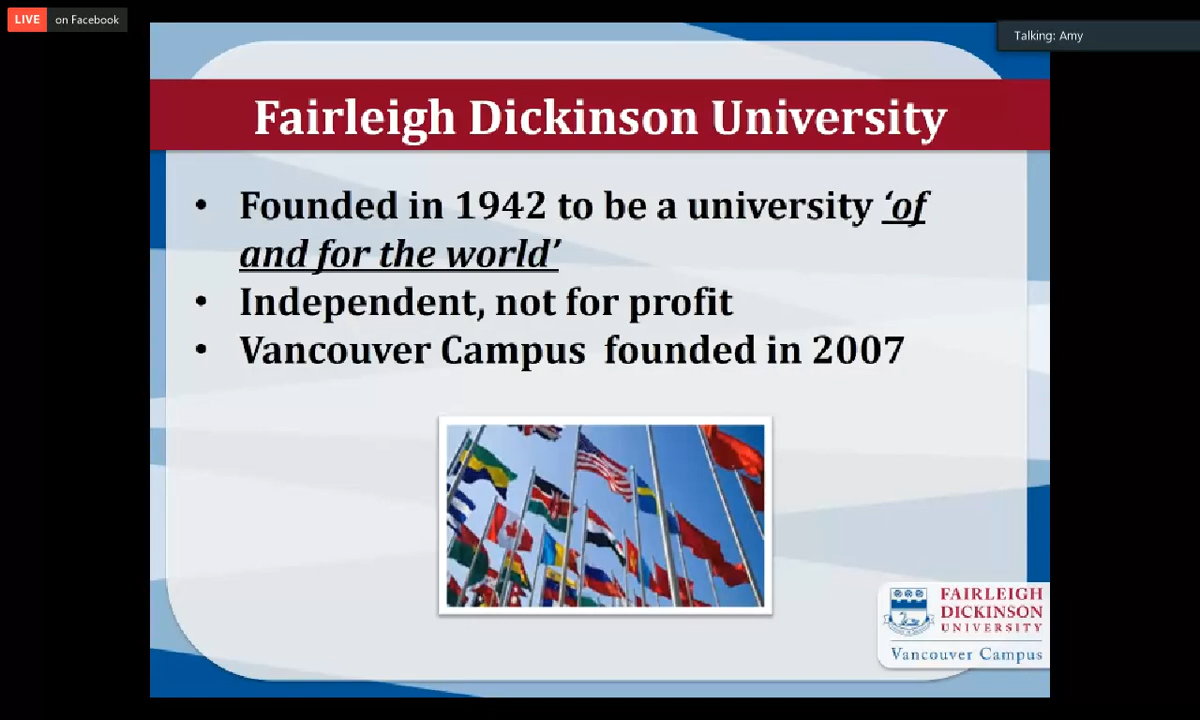 LIVE on Facebook
Talking: Amy
Fairleigh Dickinson University
• Founded in 1942 to be a university ‘of
and for the world’
• Independent, not for profit
• Vancouver Campus  founded in 2007
FAIRLEIGH
DICKINSON
UNIVERSITY
Vancouver Campus